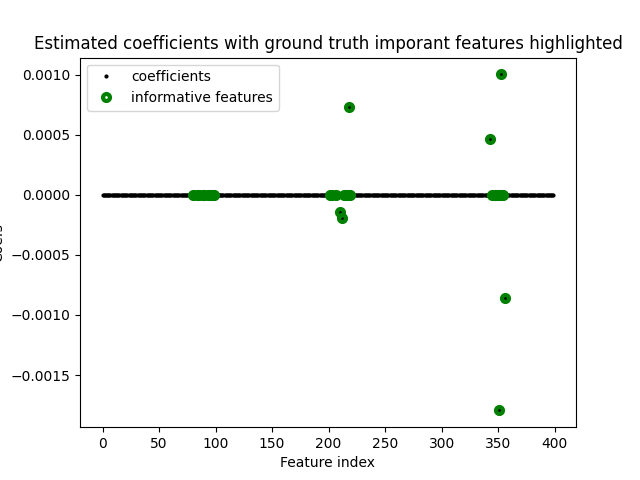 Estimated coefficients with ground truth imporant features highlighted
coefficients
informative features
0.0010
0.0005
0.0000
−0.0005
−0.0010
−0.0015
0 50 100 150 200 250 300 350 400
Feature index